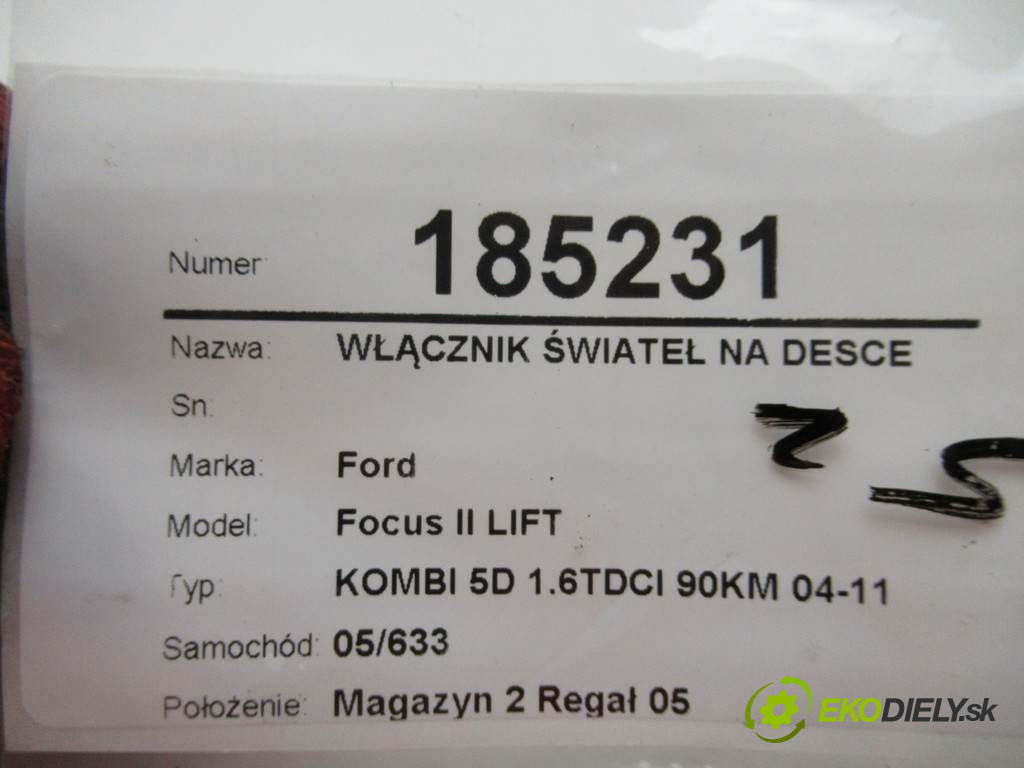 Numer 185231
Nazwa: WŁĄCZNIK ŚWIATEŁ NA DESCE
Sn:
Marka: Ford
Model: Focus II LIFT
Typ: KOMBI 5D 1.6TDCI 90KM 04-11
Samochód: 05/633
Położenie: Magazyn 2 Regał 05
EKODIELY.sk